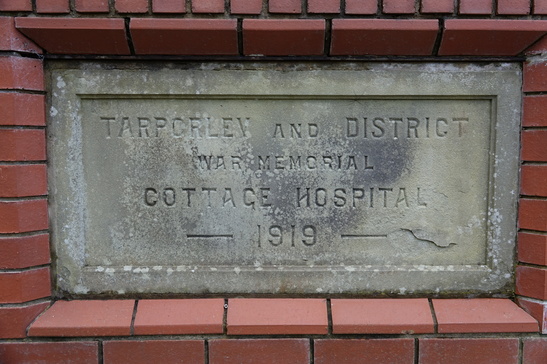 TARPORLEY AND DISTRICT
WAR MEMORIAL
COTTAGE HOSPITAL
1919